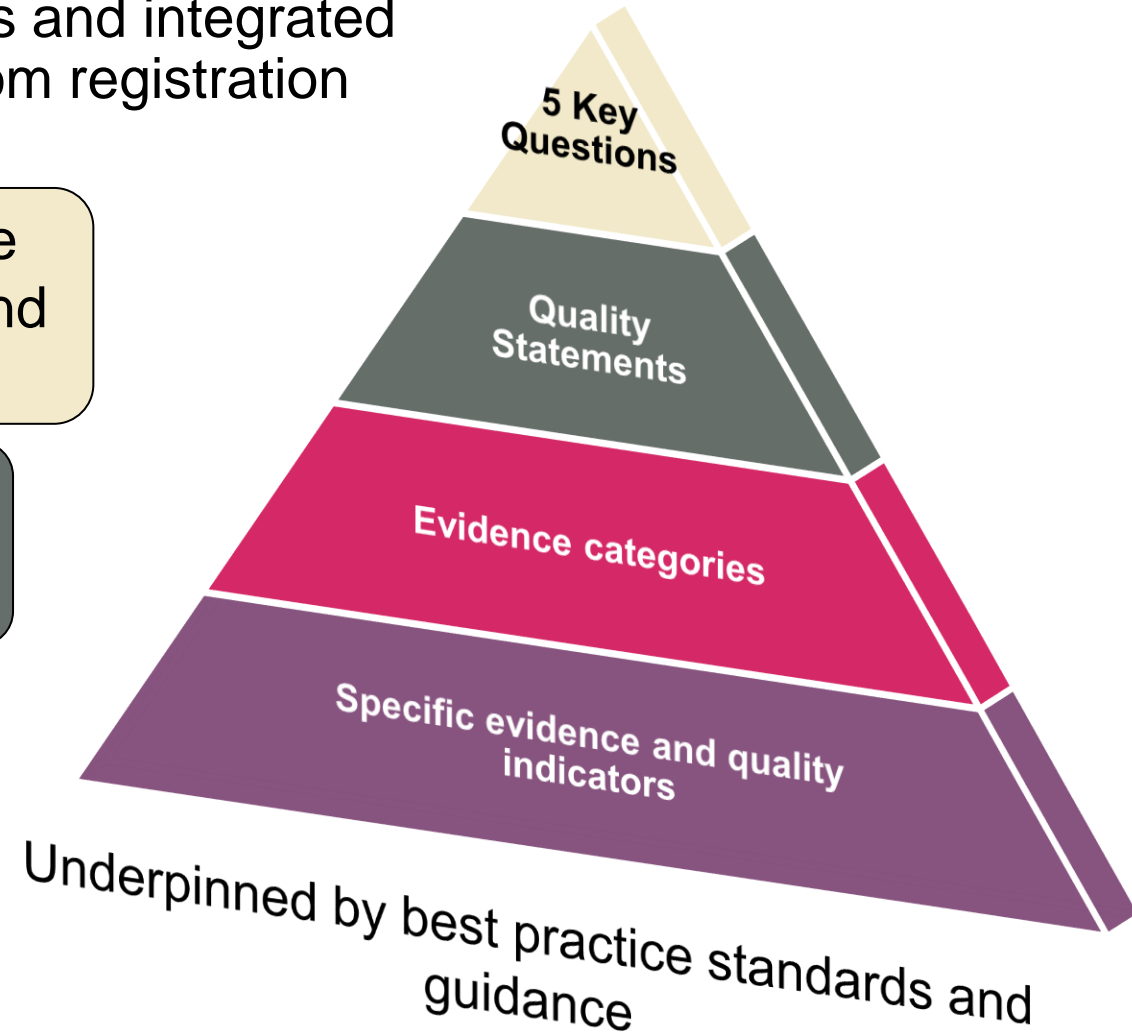 s and integrated
om registration
e
nd
5 Key
Questions
Quality
Statements
Evidence categories
Specific evidence and quality
indicators
Underpinned by best practice standards and
guidance